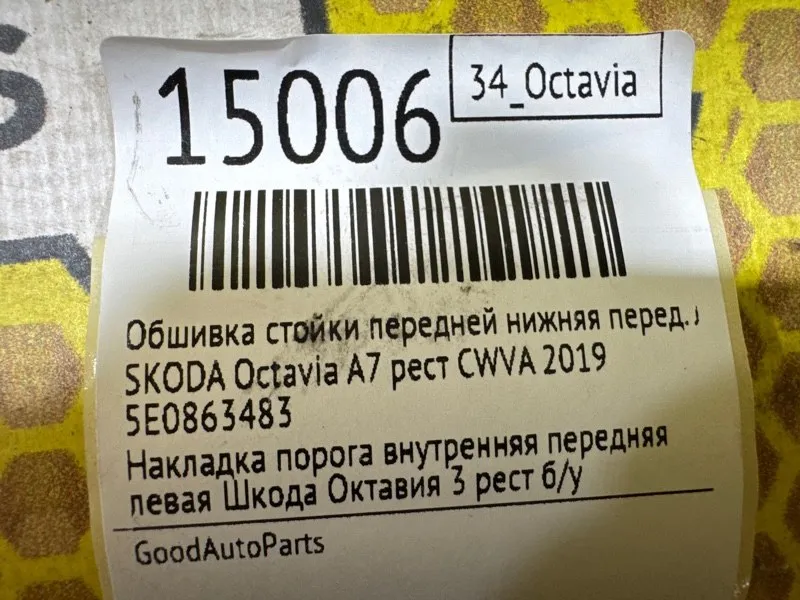 15006
34_Octavia
Обшивка стойки передней нижняя перед.
SKODA Octavia A7 рест CWVA 2019
5E0863483
Накладка порога внутренняя передняя
левая Шкода Октавия 3 рест б/у
GoodAutoParts